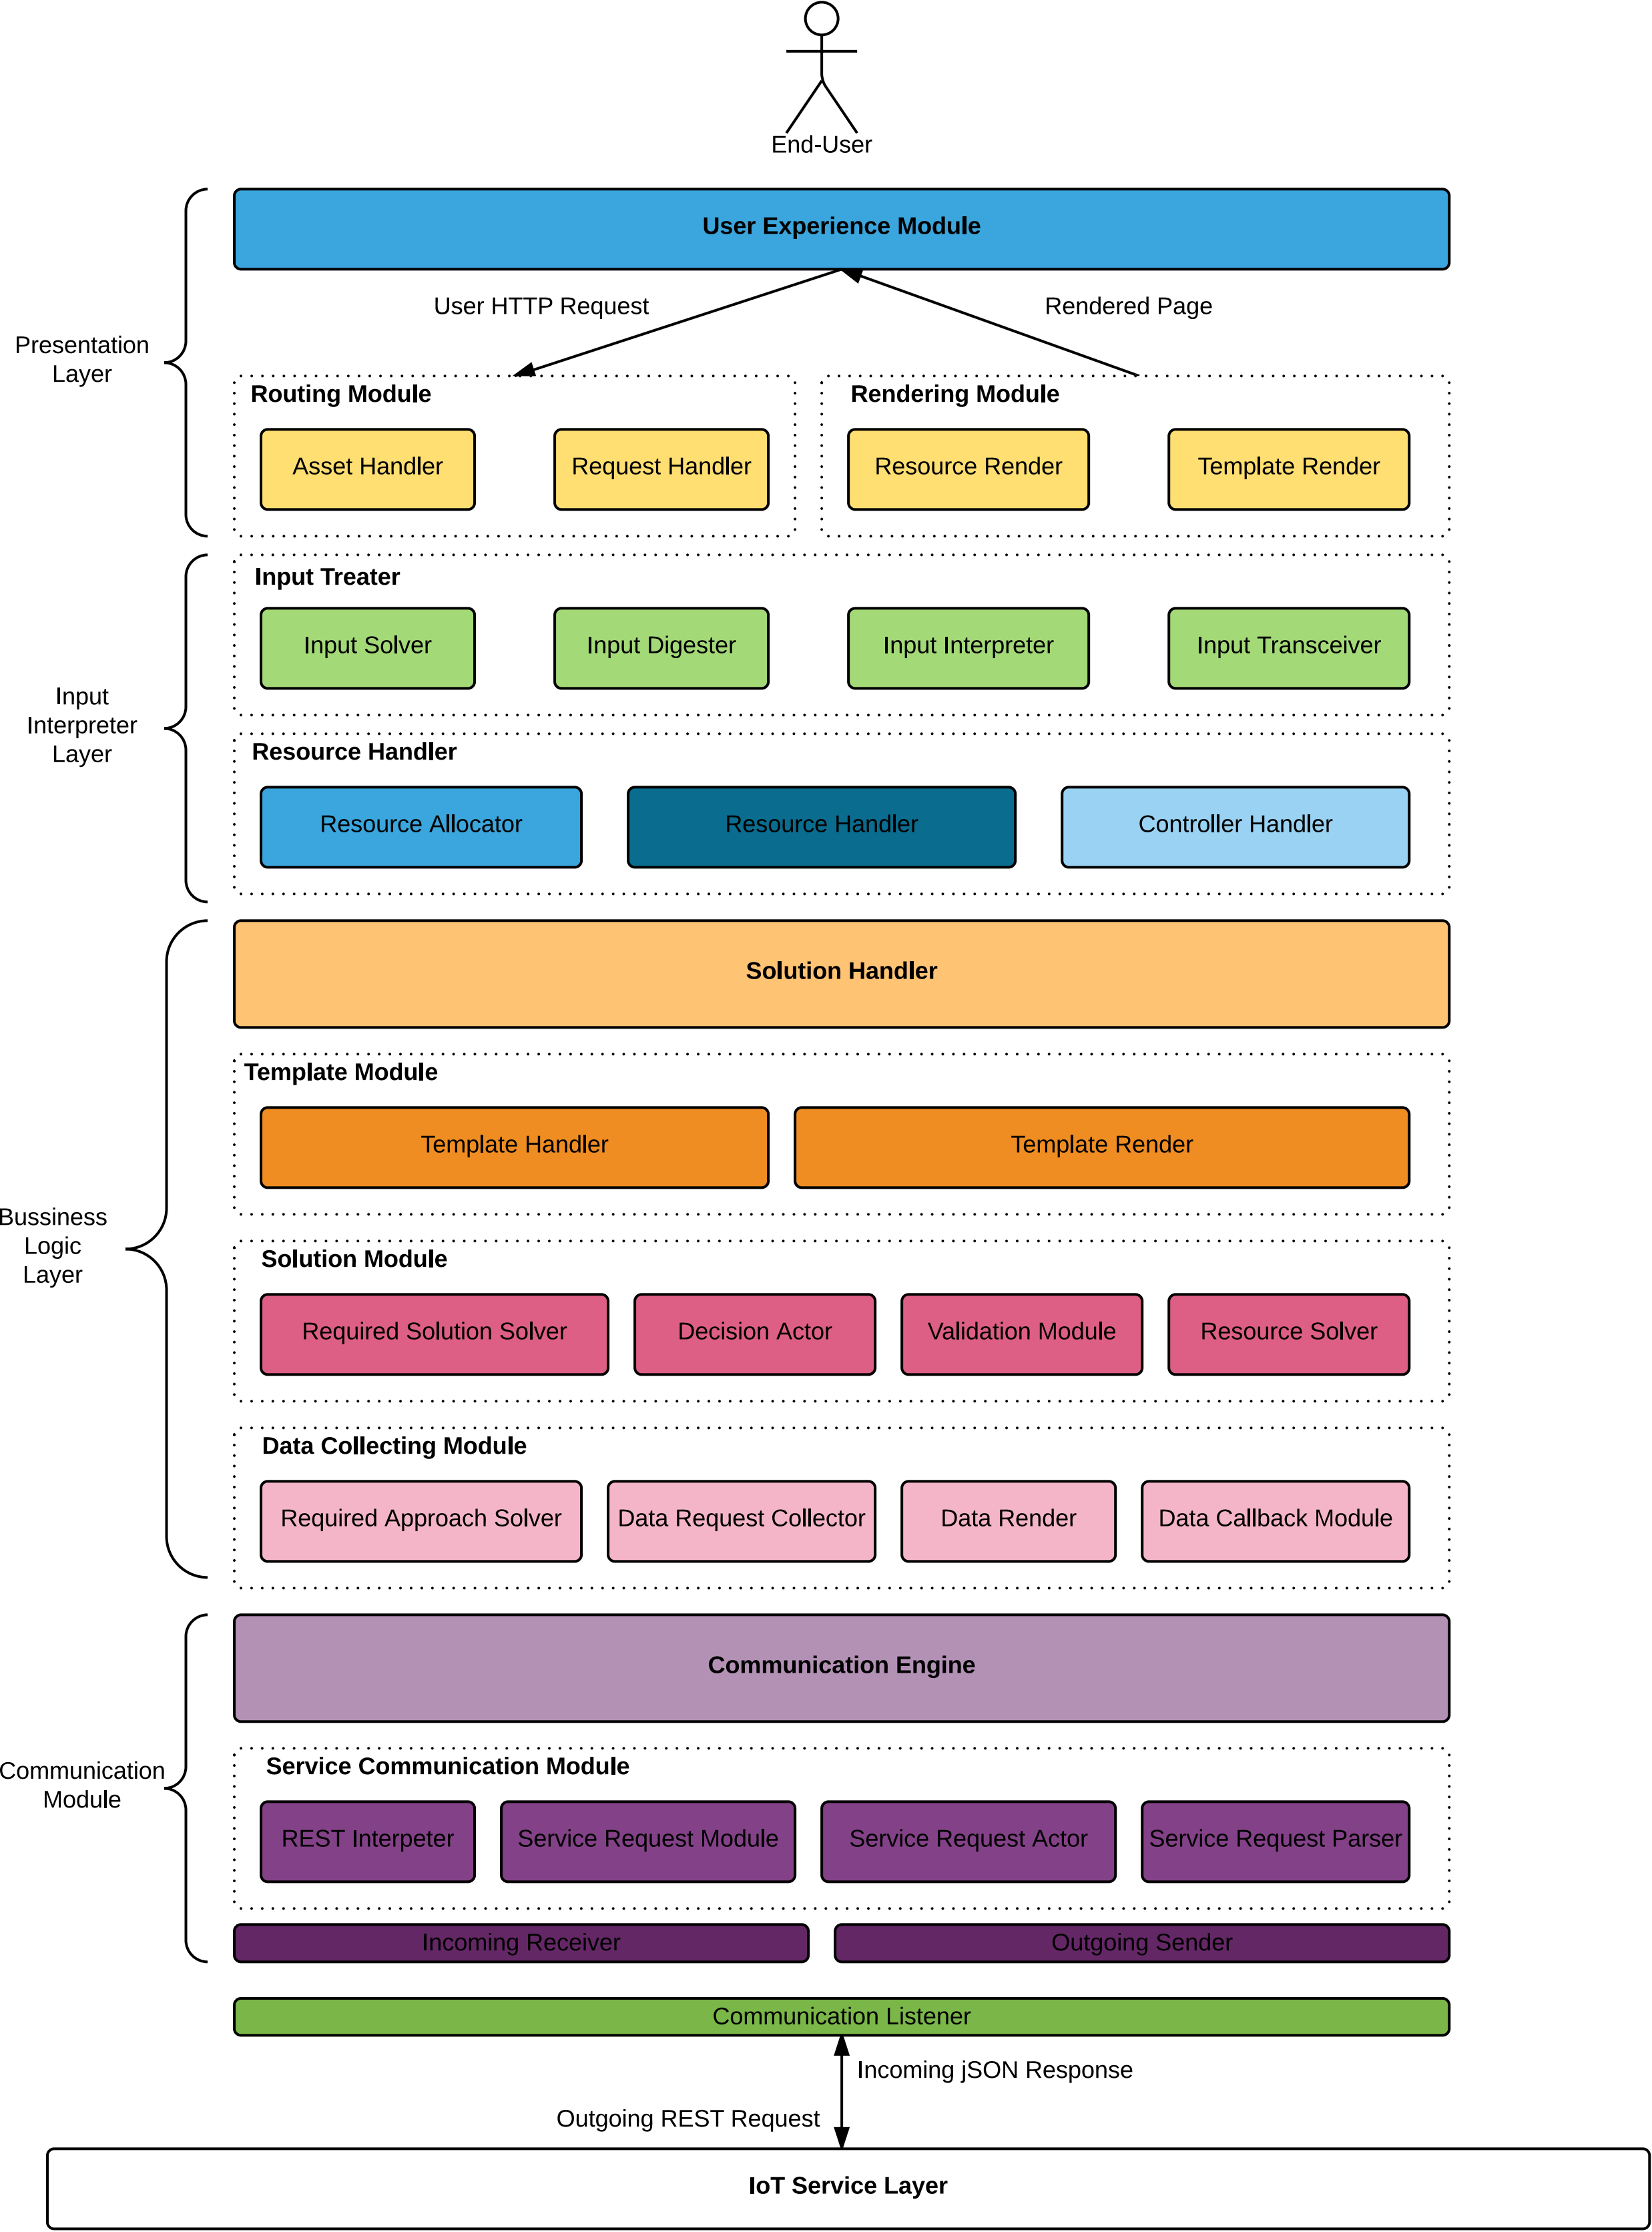 End-User
User Experience Module
User HTTP Request
Rendered Page
Presentation
Layer
Routing Module
Rendering Module
Asset Handler
Request Handler
Resource Render
Template Render
Input Treater
Input Solver
Input Digester
Input Interpreter
Input Transceiver
Input
Interpreter
Layer
Resource Handler
Resource Allocator
Resource Handler
Controller Handler
Solution Handler
Template Module
Template Handler
Template Render
Bussiness
Logic
Layer
Solution Module
Required Solution Solver
Decision Actor
Validation Module
Resource Solver
Data Collecting Module
Required Approach Solver
Data Request Collector
Data Render
Data Callback Module
Communication Engine
Communication
Module
Service Communication Module
REST Interpeter
Service Request Module
Service Request Actor
Service Request Parser
Incoming Receiver
Outgoing Sender
Communication Listener
Incoming jSON Response
Outgoing REST Request
IoT Service Layer